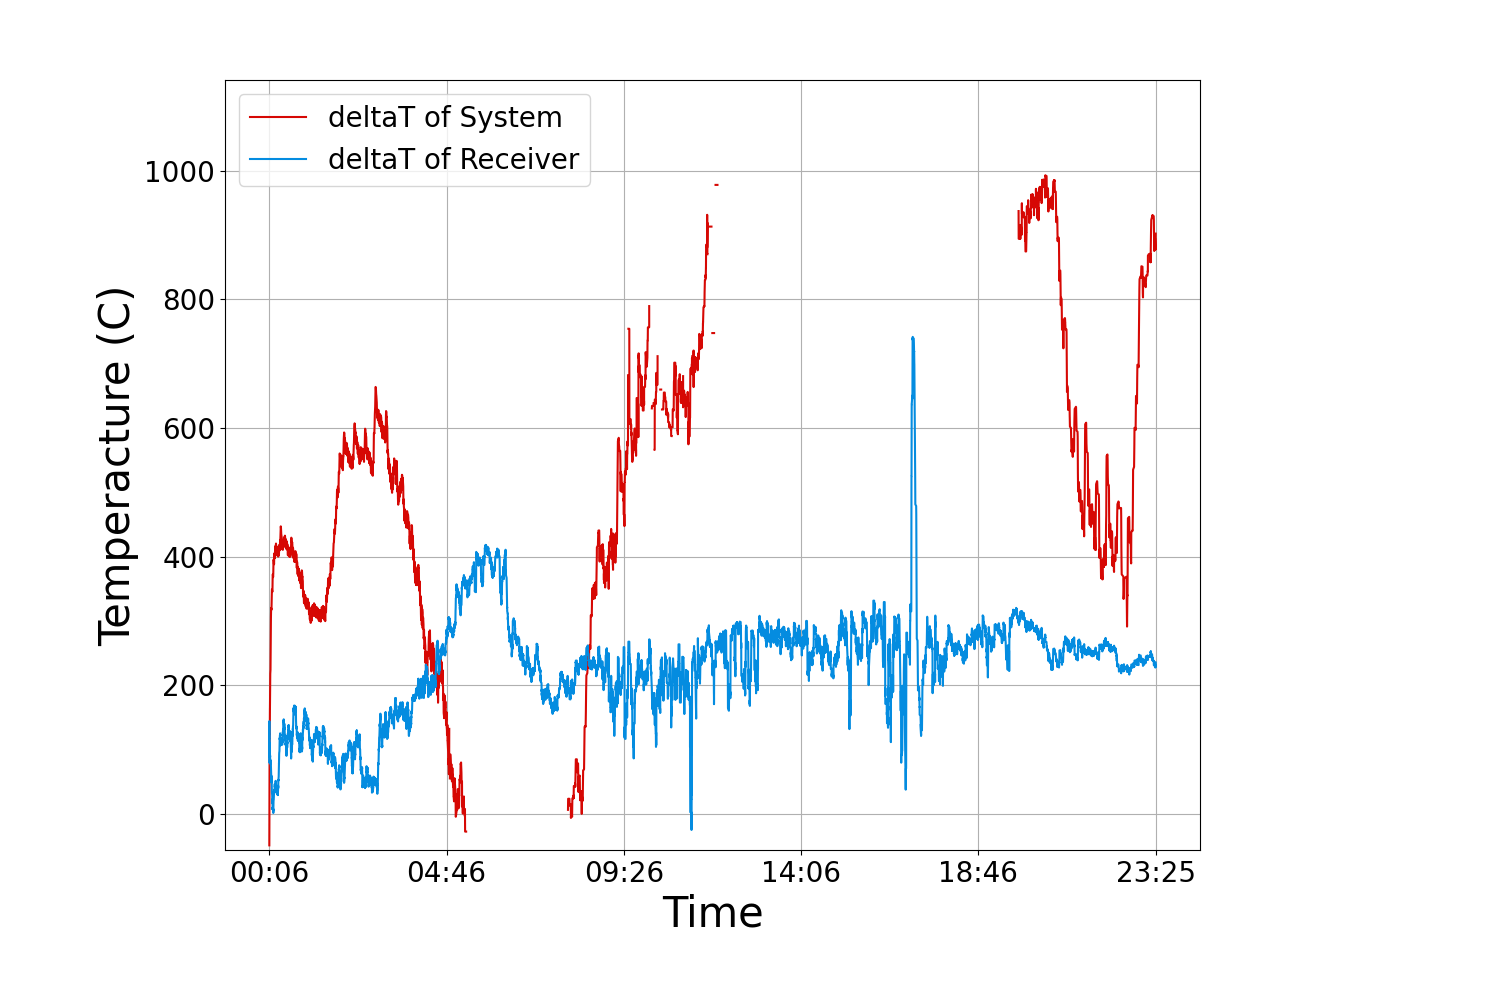 deltaT of System
deltaT of Receiver
Temperacture (C)
1000
800
600
400
200
0
00:06 04:46 09:26 14:06 18:46 23:25
Time